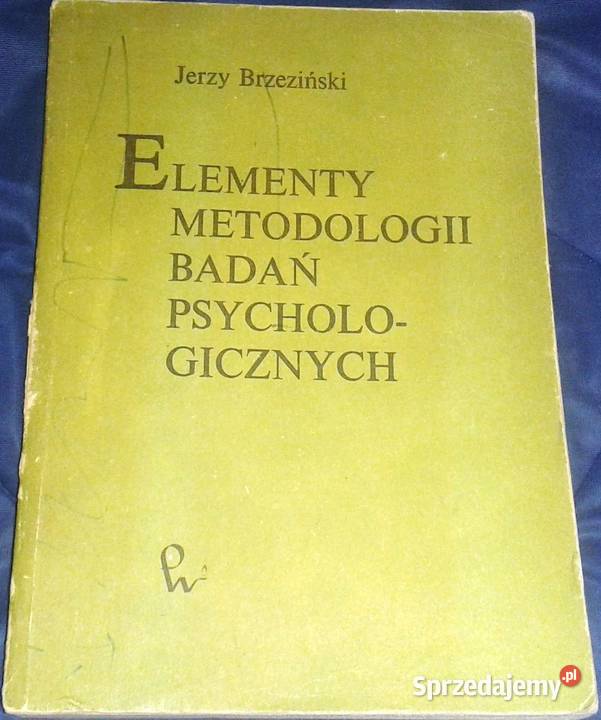 Jerzy Brzeziński
ELEMENTY
METODOLOGII
BADAŃ
PSYCHOLO-
GICZNYCH
Sprzedajemy.pl